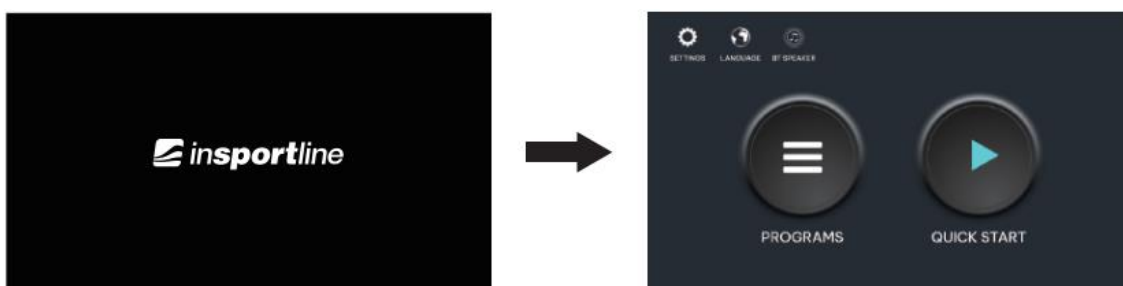 insportline
SETTINGS LANGUAGE BT SPEAKER
PROGRAMS QUICK START